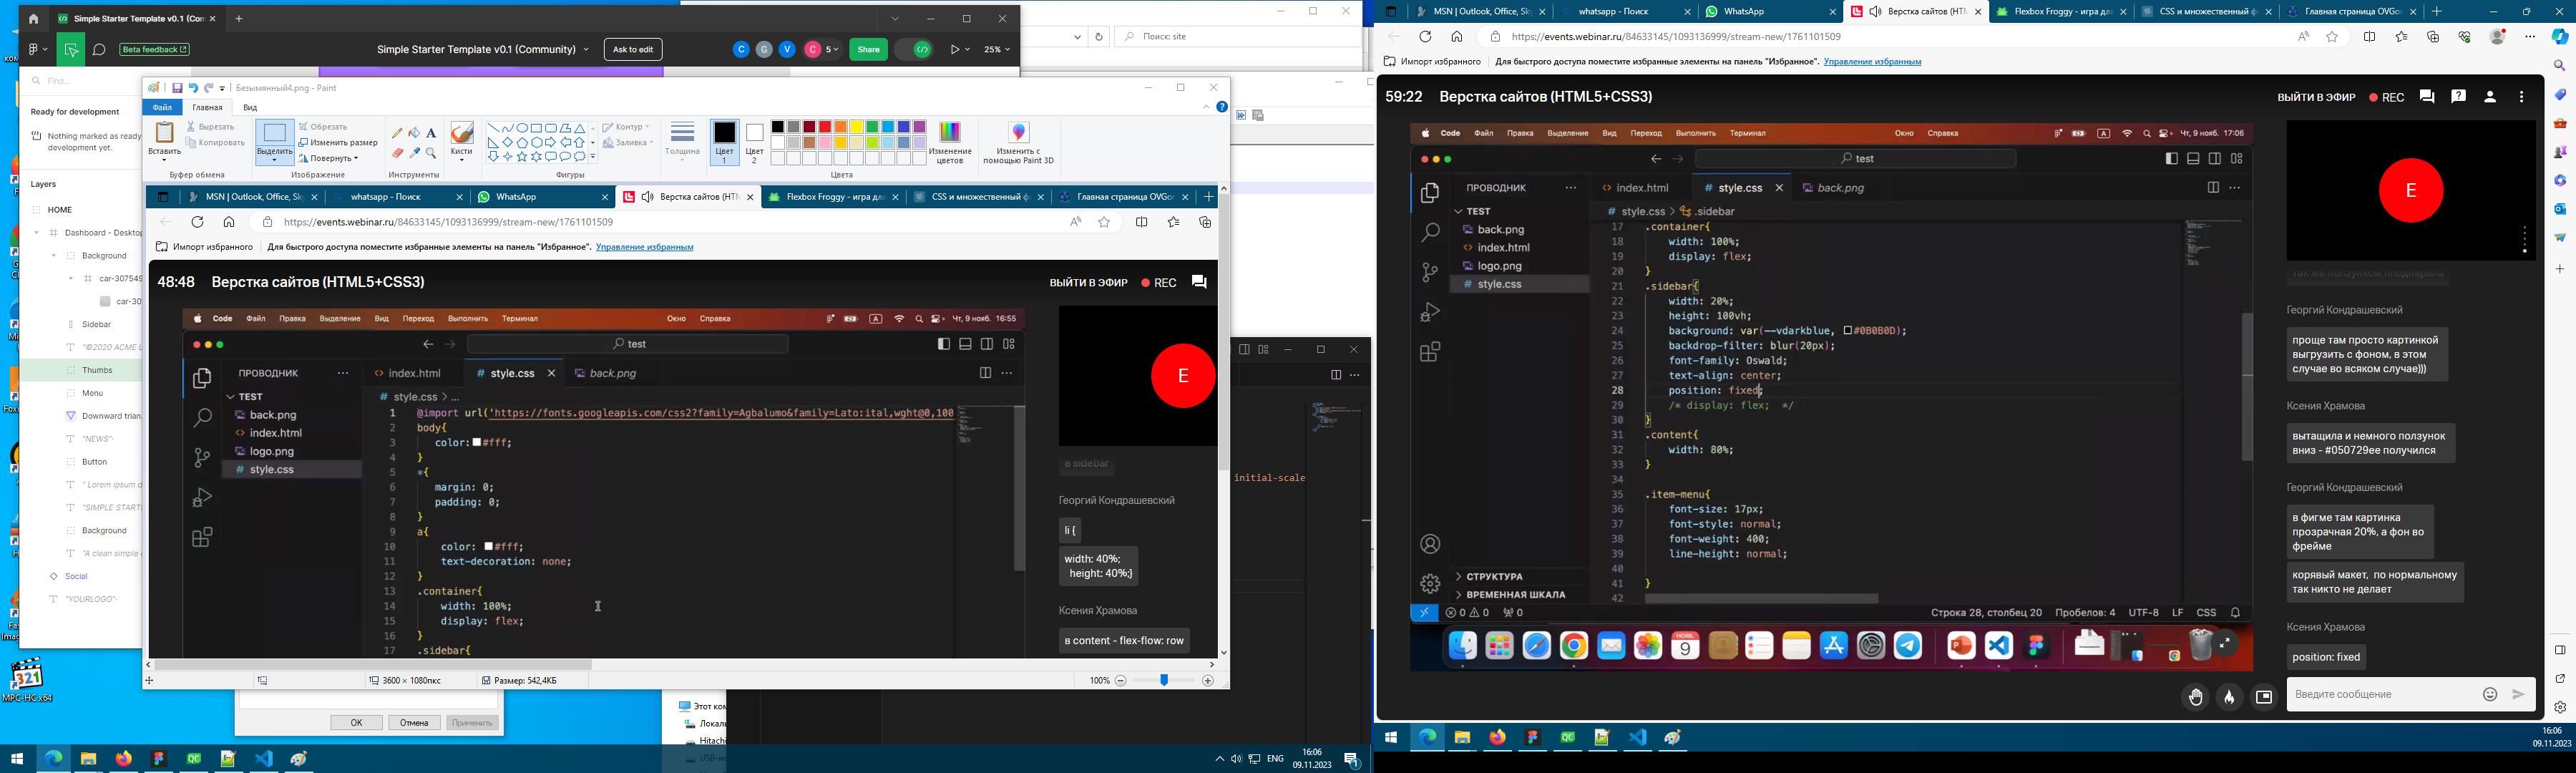 Simple Starter Template v0.1 (Con
Beta feedback
Simple Starter Template v0.1 (Community)
Ask to edit
C
G
V
C 5
Share
25%
Find...
Ready for development
Nothing marked as ready
development yet.
Layers
HOME
Dashboard - Desktop
Background
car-307549
car-30
Sidebar
"©2020 ACME L
Thumbs
Menu
Downward trian
"NEWS"
Button
" Lorem ipsum d
"SIMPLE START
Background
"A clean simple
Social
"YOURLOGO"
MPC-HC x64
Поиск: site
Безымянный4.png - Paint
Файл
Главная
Вид
Вставить
Вырезать
Копировать
Буфер обмена
Выделить
Обрезать
Изменить размер
Повернуть
Изображение
Инструменты
Кисти
Фигуры
Контур
Заливка
Толщина
Цвет
1
Цвет
2
Цвета
Изменение
цветов
Изменить с
помощью Paint 3D
MSN | Outlook, Office, Sky
whatsapp - Поиск
WhatsApp
Верстка сайтов (HTM
Flexbox Froggy - игра для
CSS и множественный ф
Главная страница OVGor
https://events.webinar.ru/84633145/1093136999/stream-new/1761101509
Импорт избранного
Для быстрого доступа поместите избранные элементы на панель "Избранное".
Управление избранным
48:48
Верстка сайтов (HTML5+CSS3)
ВЫЙТИ В ЭФИР
REC
Code Файл Правка Выделение Вид Переход Выполнить Терминал Окно Справка
Чт, 9 нояб. 16:55
test
ПРОВОДНИК
TEST
back.png
index.html
logo.png
style.css
index.html
style.css
back.png
style.css > ...
1 @import url('https://fonts.googleapis.com/css2?family=Agbalumo&family=Lato:ital,wght@0,100
2 body{
3 color: #fff;
4 }
5 *{
6 margin: 0;
7 padding: 0;
8 }
9 a{
10 color: #fff;
11 text-decoration: none;
12 }
13 .container{
14 width: 100%;
15 display: flex;
16 }
17 .sidebar{
E
в sidebar
Георгий Кондрашевский
li {
width: 40%;
height: 40%;}
Ксения Храмова
в content - flex-flow: row
3600 × 1080пкс
Размер: 542,4КБ
100%
initial-scale
OK
Отмена
Применить
Этот ком
Локаль
Hitachi
USB-на
ENG
16:06
09.11.2023
MSN | Outlook, Office, Sky
whatsapp - Поиск
WhatsApp
Верстка сайтов (HTM
Flexbox Froggy - игра для
CSS и множественный ф
Главная страница OVGor
https://events.webinar.ru/84633145/1093136999/stream-new/1761101509
Импорт избранного
Для быстрого доступа поместите избранные элементы на панель "Избранное".
Управление избранным
59:22
Верстка сайтов (HTML5+CSS3)
ВЫЙТИ В ЭФИР
REC
Code Файл Правка Выделение Вид Переход Выполнить Терминал Окно Справка
Чт, 9 нояб. 17:06
test
ПРОВОДНИК
TEST
back.png
index.html
logo.png
style.css
index.html
style.css
back.png
style.css > .sidebar
17 .container{
18 width: 100%;
19 display: flex;
20 }
21 .sidebar{
22 width: 20%;
23 height: 100vh;
24 background: var(--vdarkblue, #0B0B0D);
25 backdrop-filter: blur(20px);
26 font-family: Oswald;
27 text-align: center;
28 position: fixed;
29 /* display: flex; */
30 }
31 .content{
32 width: 80%;
33 }
34
35 .item-menu{
36 font-size: 17px;
37 font-style: normal;
38 font-weight: 400;
39 line-height: normal;
40
41 }
42
СТРУКТУРА
ВРЕМЕННАЯ ШКАЛА
0 0 0
Строка 28, столбец 20 Пробелов: 4 UTF-8 LF CSS
E
так же ползунком плодбирала
Георгий Кондрашевский
проще там просто картинкой
выгрузить с фоном, в этом
случае во всяком случае)))
Ксения Храмова
вытащила и немного ползунок
вниз - #050729ee получился
Георгий Кондрашевский
в фигме там картинка
прозрачная 20%, а фон во
фрейме
корявый макет, по нормальному
так никто не делает
Ксения Храмова
position: fixed
Введите сообщение
16:06
09.11.2023